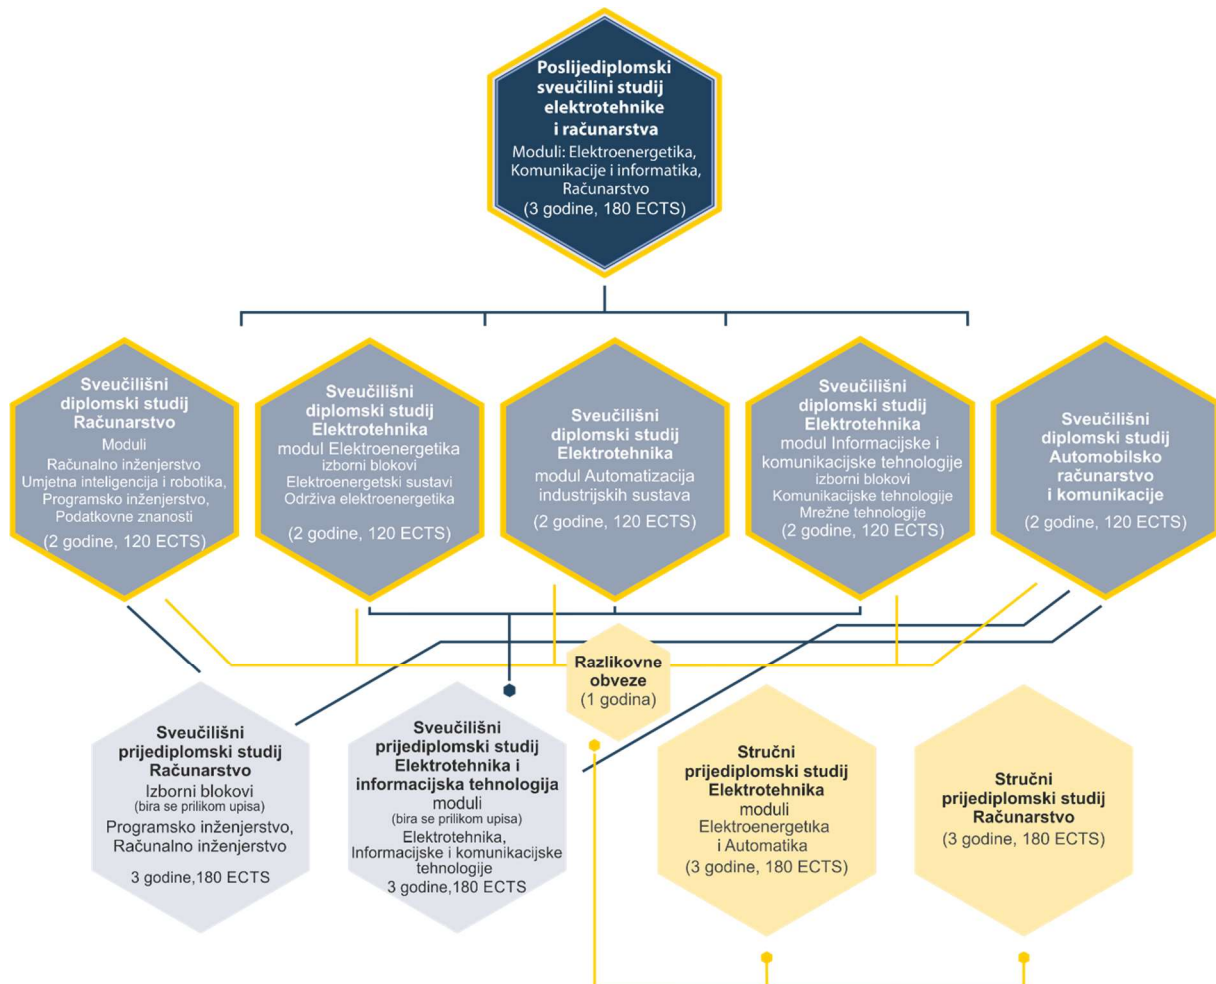 Poslijediplomski
sveučilini studij
elektrotehnike
i računarstva
Moduli: Elektroenergetika,
Komunikacije i informatika,
Računarstvo
(3 godine, 180 ECTS)
Sveučilišni
diplomski studij
Računarstvo
Moduli
Računalno inženjerstvo
Umjetna inteligencija i robotika,
Programsko inženjerstvo,
Podatkovne znanosti
(2 godine, 120 ECTS)
Sveučilišni
diplomski studij
Elektrotehnika
modul Elektroenergetika
izborni blokovi
Elektroenergetski sustavi
Održiva elektroenergetika
(2 godine, 120 ECTS)
Sveučilišni
diplomski studij
Elektrotehnika
modul Automatizacija
industrijskih sustava
(2 godine, 120 ECTS)
Sveučilišni
diplomski studij
Elektrotehnika
modul Informacijske i
komunikacijske tehnologije
izborni blokovi
Komunikacijske tehnologije
Mrežne tehnologije
(2 godine, 120 ECTS)
Sveučilišni
diplomski studij
Automobilsko
računarstvo
i komunikacije
(2 godine, 120 ECTS)
Razlikovne
obveze
(1 godina)
Sveučilišni
prijediplomski studij
Računarstvo
Izborni blokovi
(bira se prilikom upisa)
Programsko inženjerstvo,
Računalno inženjerstvo
3 godine,180 ECTS
Sveučilišni
prijediplomski studij
Elektrotehnika i
informacijska tehnologija
moduli
(bira se prilikom upisa)
Elektrotehnika,
Informacijske i komunikacijske
tehnologije
3 godine,180 ECTS
Stručni
prijediplomski studij
Elektrotehnika
moduli
Elektroenergetika
i Automatika
(3 godine, 180 ECTS)
Stručni
prijediplomski studij
Računarstvo
(3 godine, 180 ECTS)